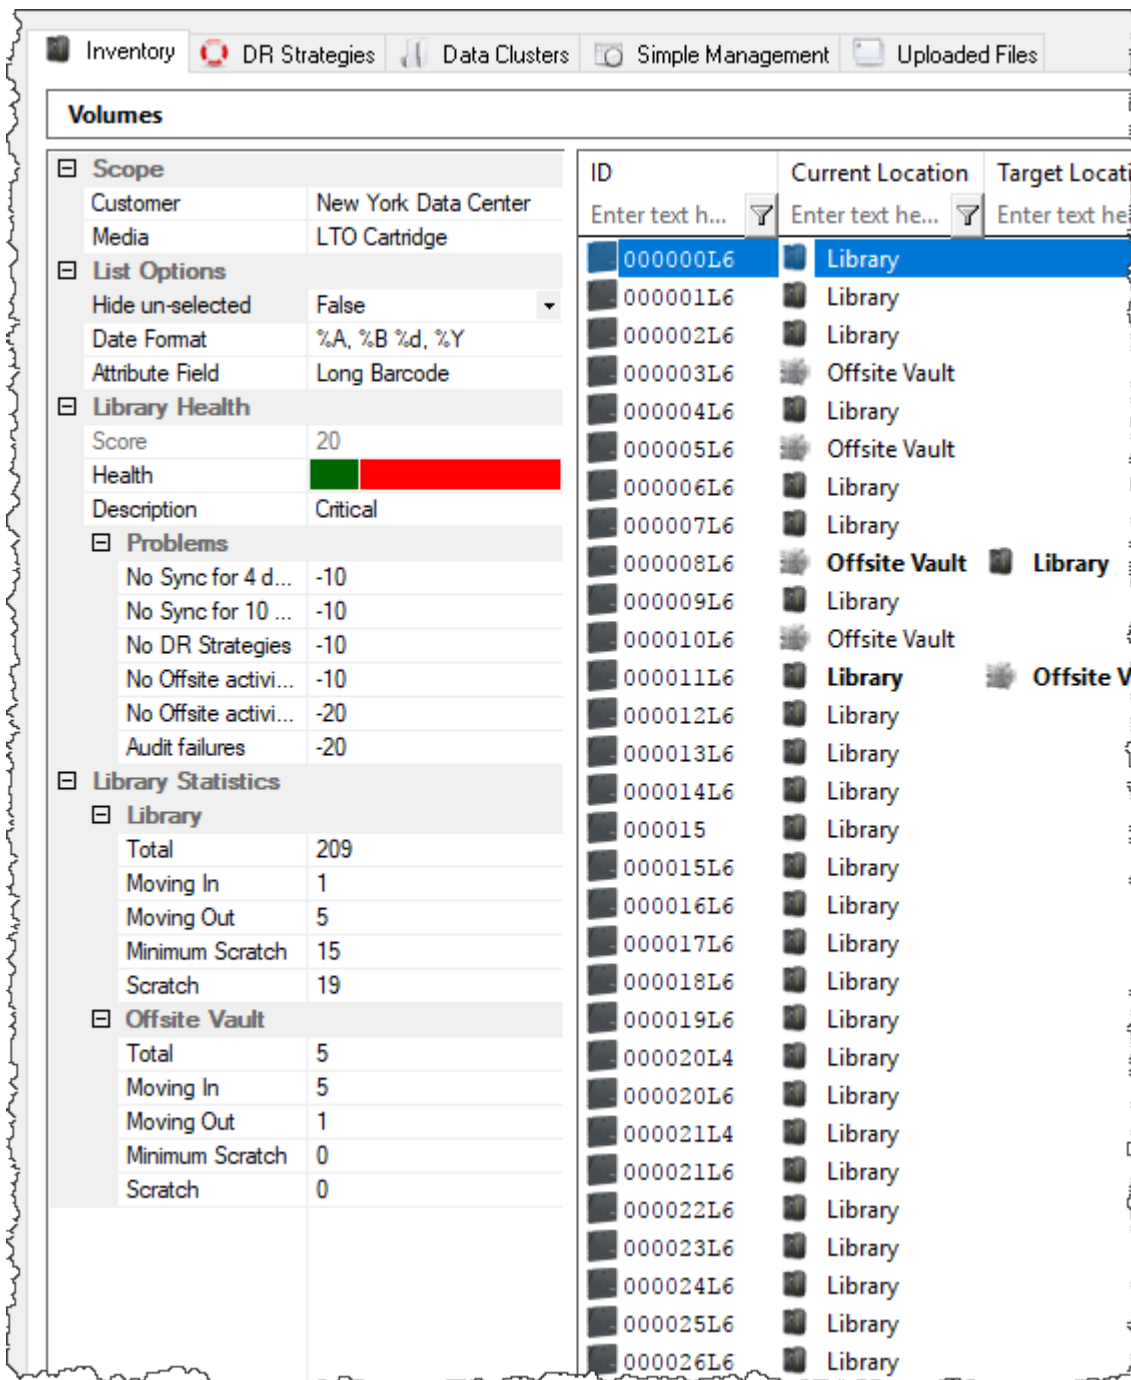 Inventory DR Strategies Data Clusters Simple Management Uploaded Files
Volumes
Scope
Customer New York Data Center
Media LTO Cartridge
List Options
Hide un-selected False
Date Format %A, %B %d, %Y
Attribute Field Long Barcode
Library Health
Score 20
Health
Description Critical
Problems
No Sync for 4 d... -10
No Sync for 10 ... -10
No DR Strategies -10
No Offsite activi... -10
No Offsite activi... -20
Audit failures -20
Library Statistics
Library
Total 209
Moving In 1
Moving Out 5
Minimum Scratch 15
Scratch 19
Offsite Vault
Total 5
Moving In 5
Moving Out 1
Minimum Scratch 0
Scratch 0
ID Current Location Target Locati
Enter text h... Enter text he... Enter text he
000000L6 Library
000001L6 Library
000002L6 Library
000003L6 Offsite Vault
000004L6 Library
000005L6 Offsite Vault
000006L6 Library
000007L6 Library
000008L6 Offsite Vault Library
000009L6 Library
000010L6 Offsite Vault
000011L6 Library Offsite V
000012L6 Library
000013L6 Library
000014L6 Library
000015 Library
000015L6 Library
000016L6 Library
000017L6 Library
000018L6 Library
000019L6 Library
000020L4 Library
000020L6 Library
000021L4 Library
000021L6 Library
000022L6 Library
000023L6 Library
000024L6 Library
000025L6 Library
000026L6 Library